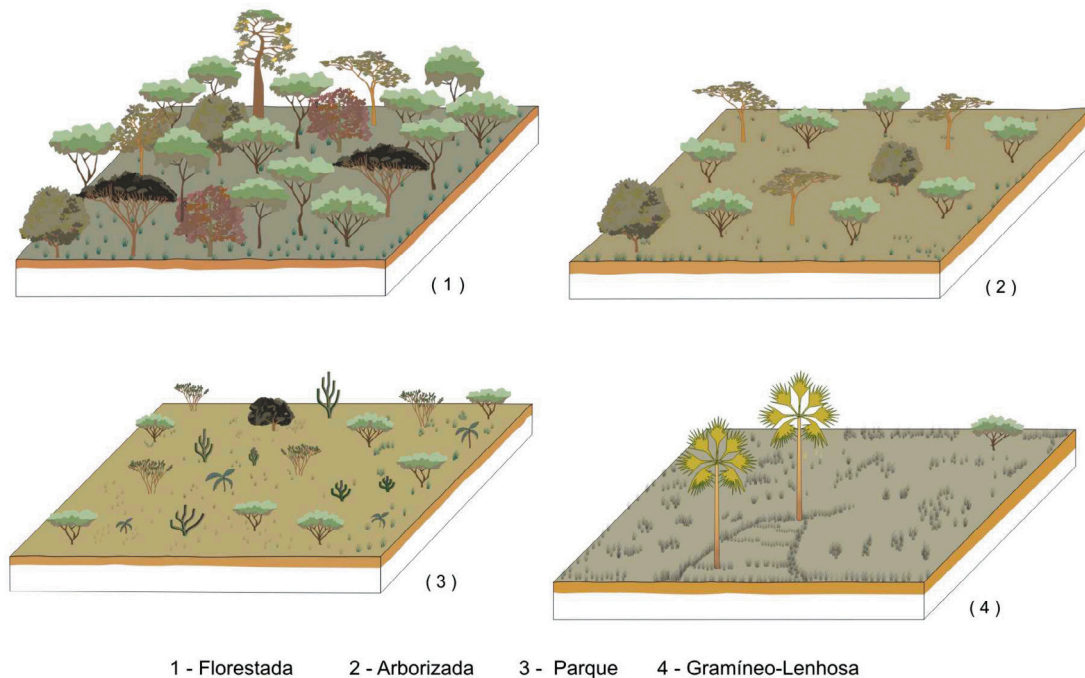 ( 1 )
( 2 )
( 3 )
( 4 )
1 - Florestada 2 - Arborizada 3 - Parque 4 - Gramíneo-Lenhosa